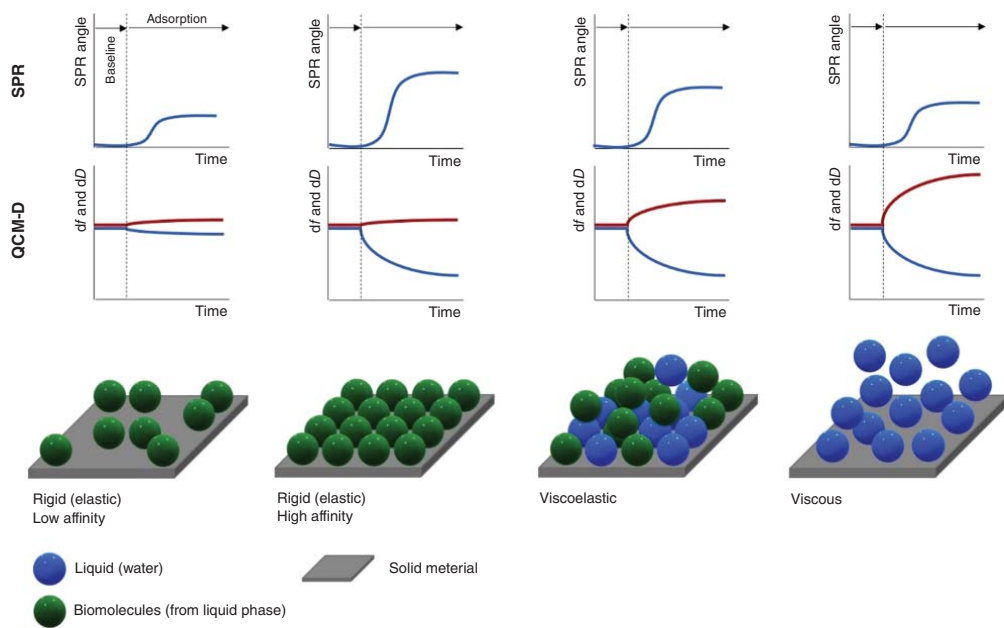 SPR
SPR angle
Baseline
Adsorption
Time
SPR angle
Time
SPR angle
Time
SPR angle
Time
QCM-D
df and dD
Time
df and dD
Time
df and dD
Time
df and dD
Time
Rigid (elastic)
Low affinity
Rigid (elastic)
High affinity
Viscoelastic
Viscous
Liquid (water)
Solid meterial
Biomolecules (from liquid phase)